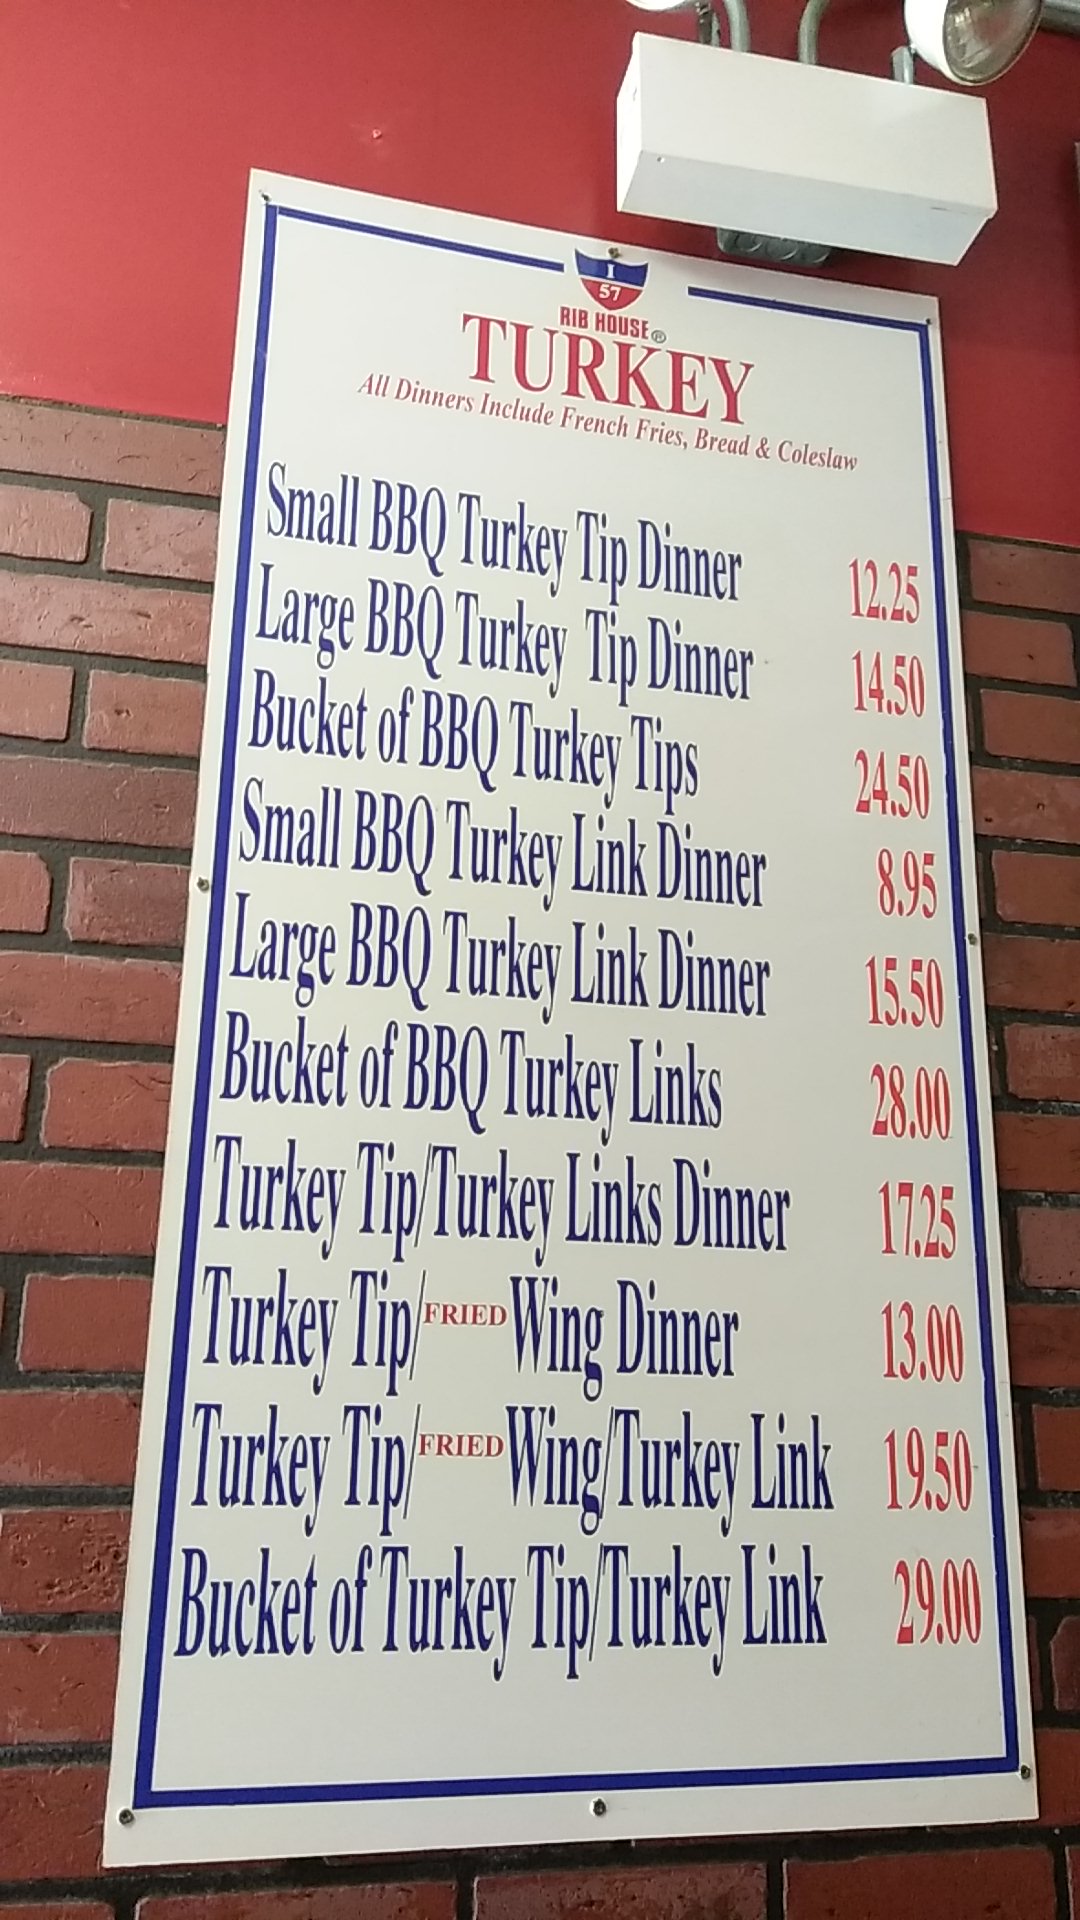 I
57
RIB HOUSE®
TURKEY
All Dinners Include French Fries, Bread & Coleslaw
Small BBQ Turkey Tip Dinner 12.25
Large BBQ Turkey Tip Dinner 14.50
Bucket of BBQ Turkey Tips 24.50
Small BBQ Turkey Link Dinner 8.95
Large BBQ Turkey Link Dinner 15.50
Bucket of BBQ Turkey Links 28.00
Turkey Tip/Turkey Links Dinner 17.25
Turkey Tip/FRIED Wing Dinner 13.00
Turkey Tip/FRIED Wing/Turkey Link 19.50
Bucket of Turkey Tip/Turkey Link 29.00